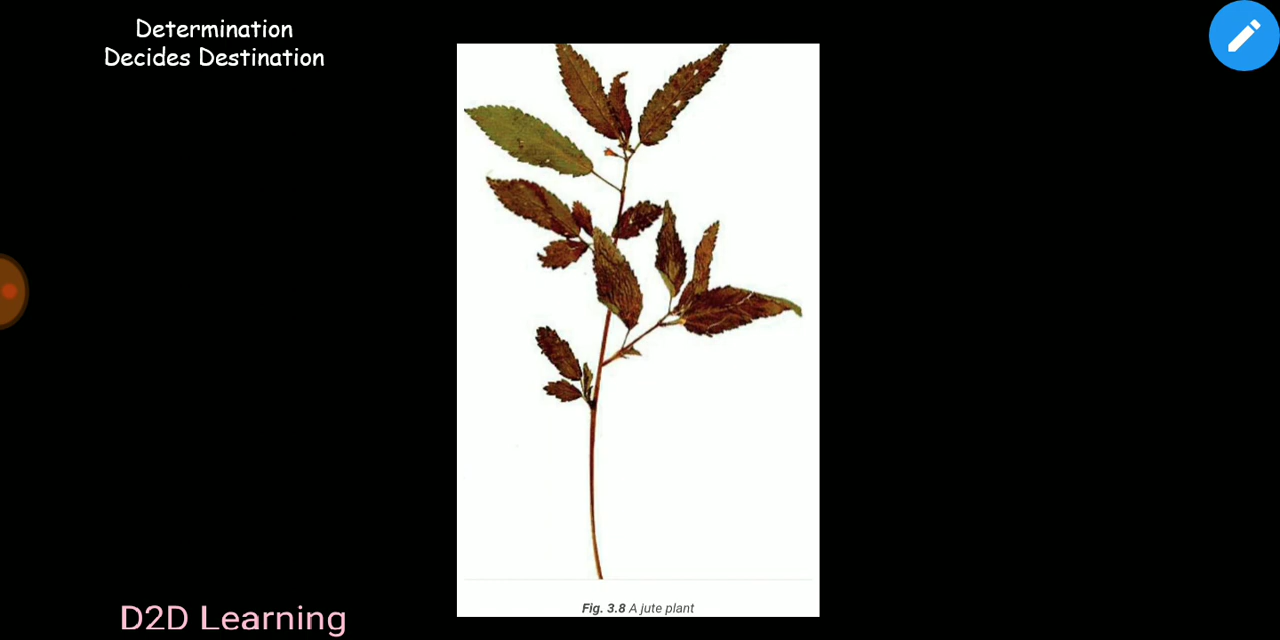 Determination
Decides Destination
Fig. 3.8 A jute plant
D2D Learning